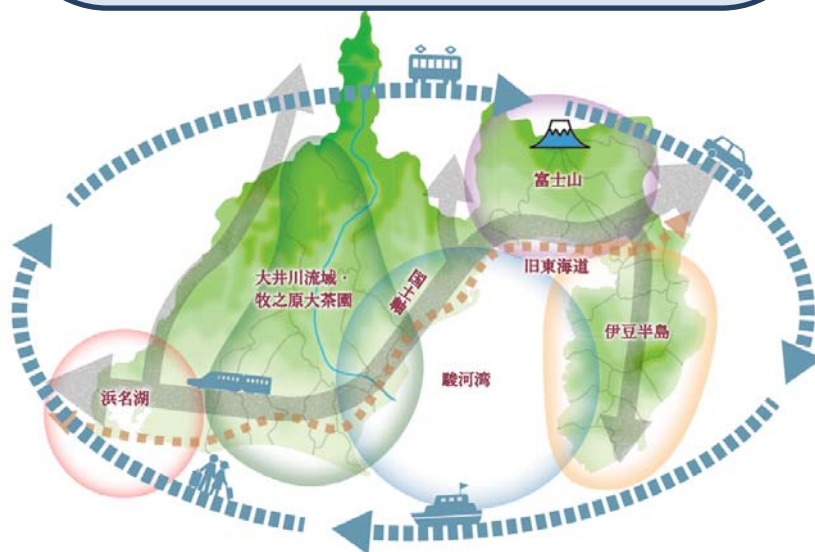 富士山
旧東海道
大井川流域・
牧之原大茶園
国土軸
伊豆半島
駿河湾
浜名湖